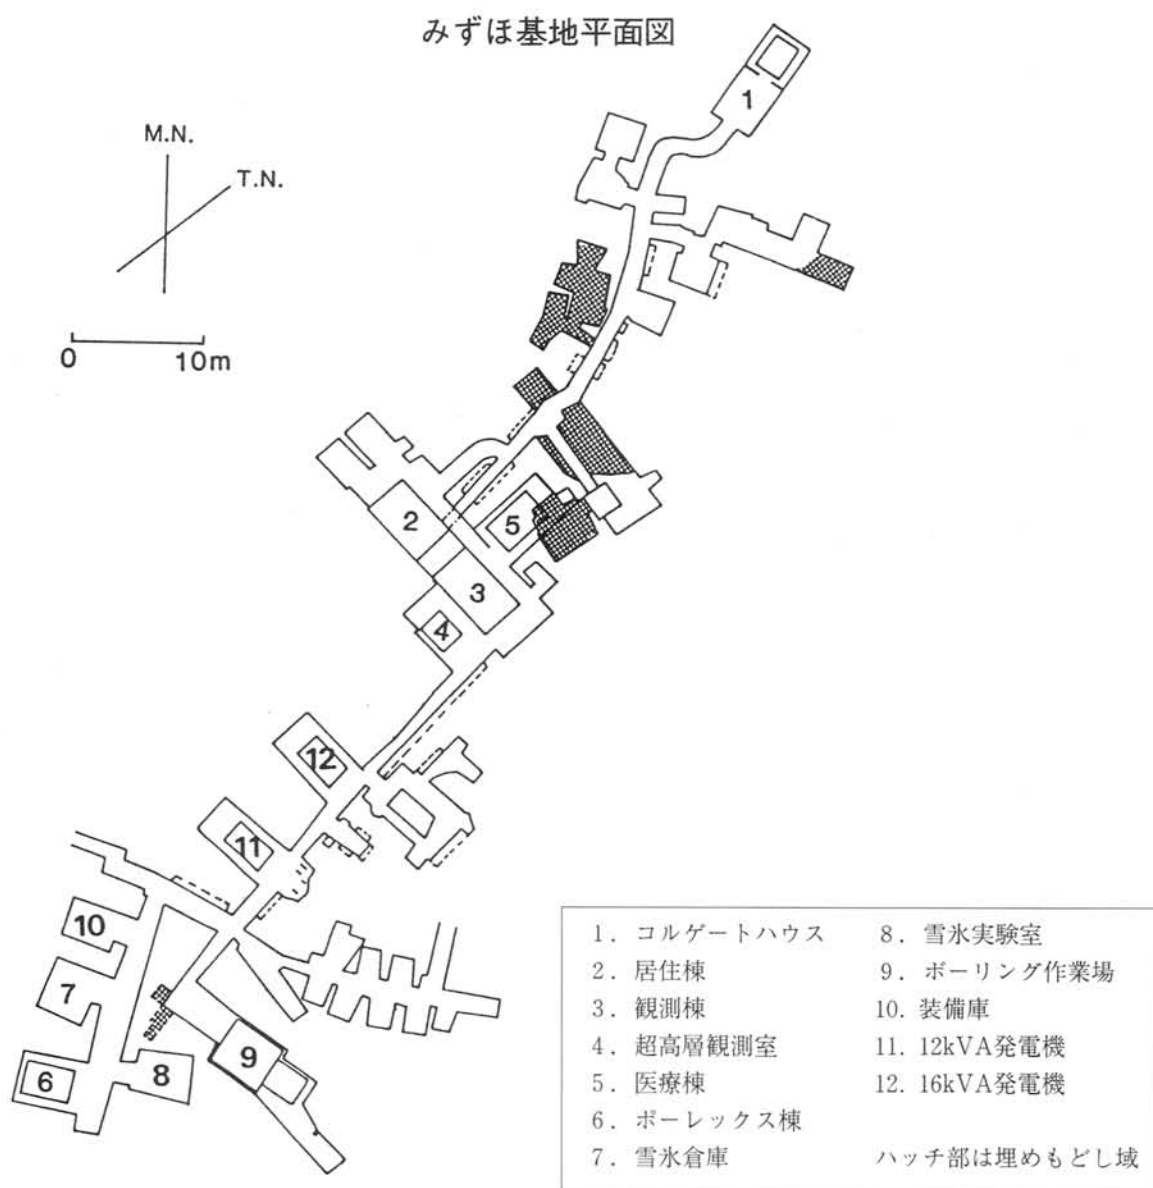 みずほ基地平面図
M.N.
T.N.
0 10m
1
2
5
3
4
12
11
10
7
6
8
9
1. コルゲートハウス
2. 居住棟
3. 観測棟
4. 超高層観測室
5. 医療棟
6. ポーレックス棟
7. 雪氷倉庫
8. 雪氷実験室
9. ボーリング作業場
10. 装備庫
11. 12kVA発電機
12. 16kVA発電機
ハッチ部は埋めもどし域